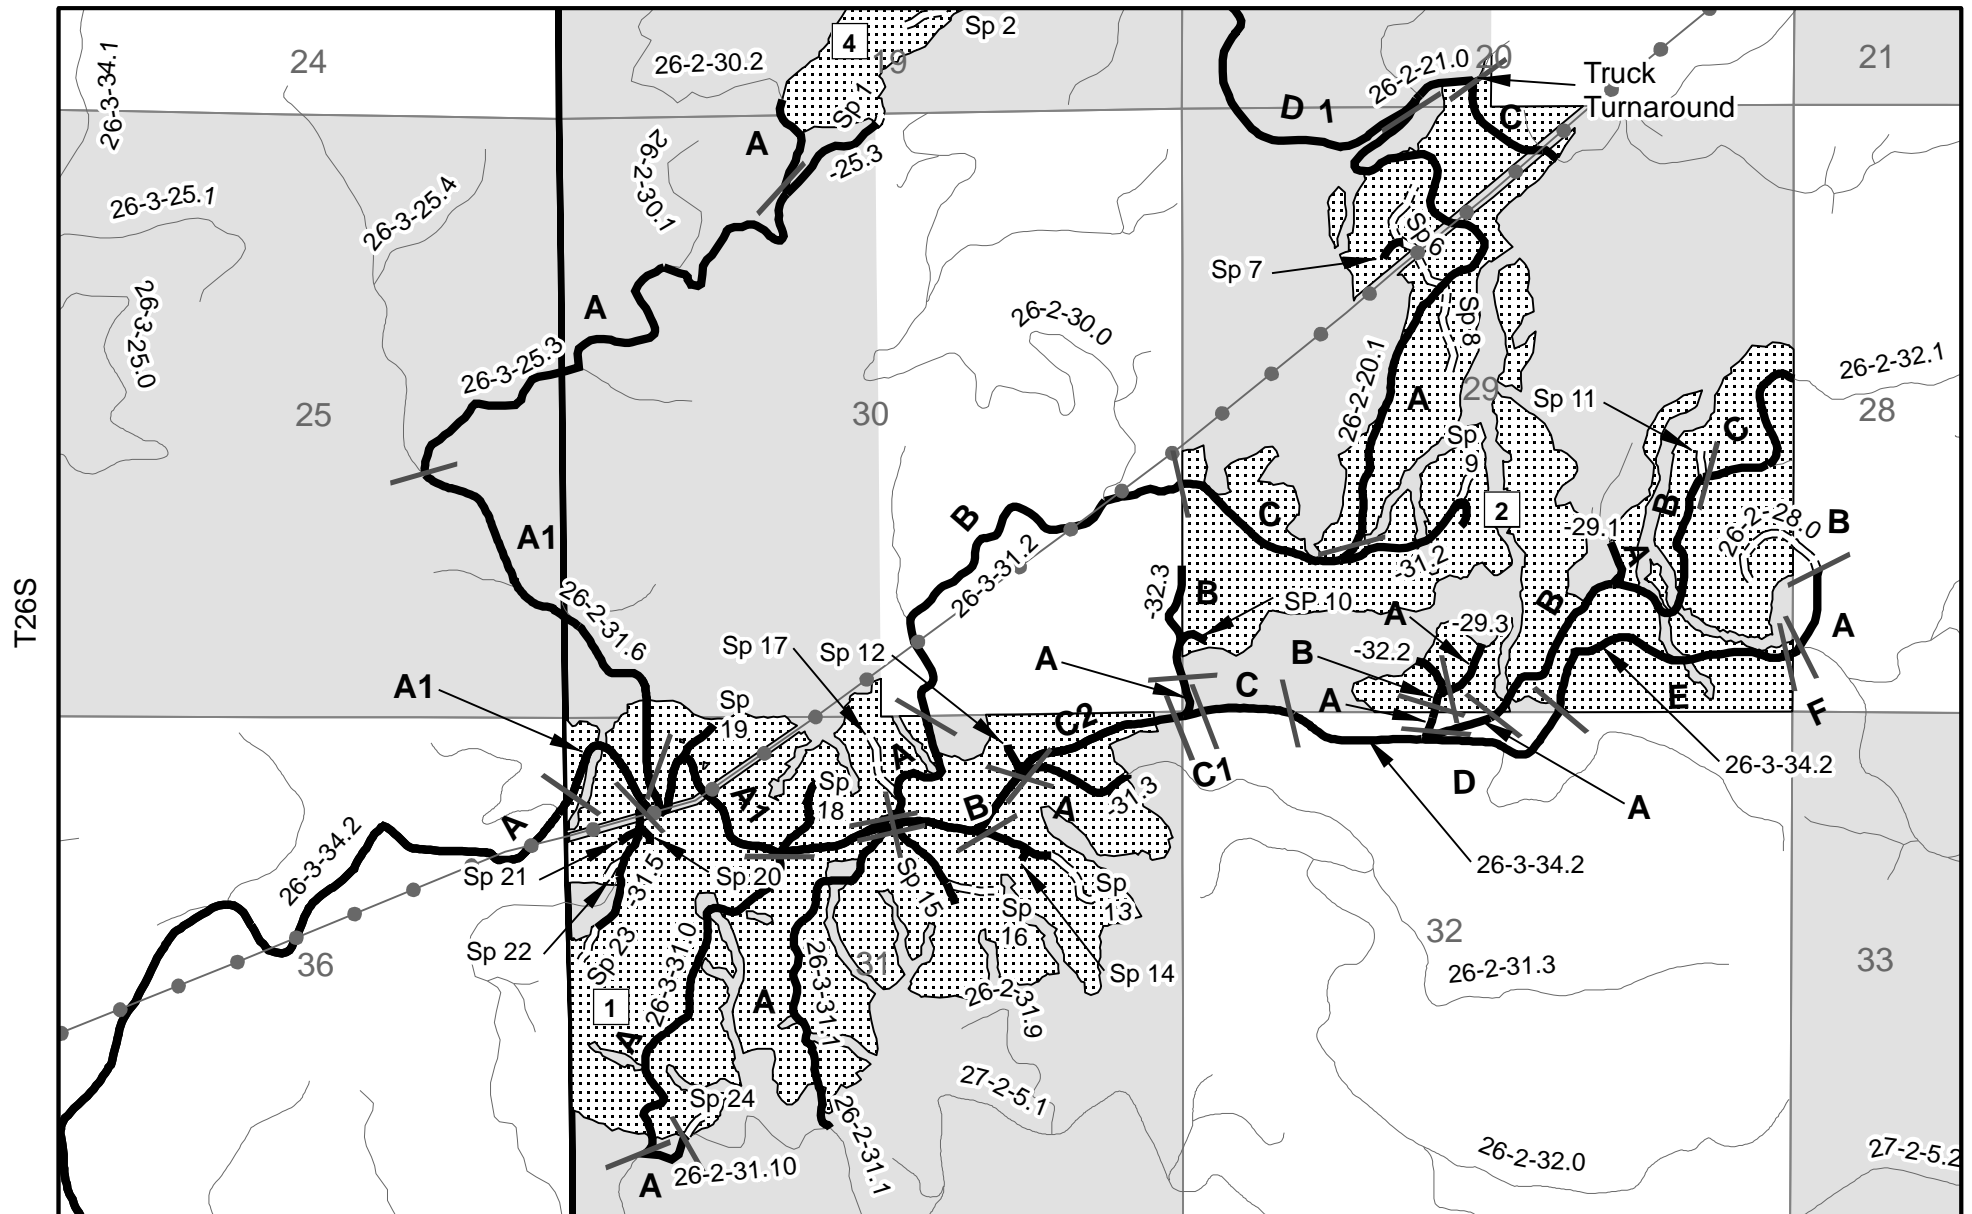 Sp 2
26-3-34.1
24
26-2-30.2
4
19
26-2-21.0
20
21
Truck
Turnaround
D 1
C
Sp 1
A
-25.3
26-2-30.1
26-3-25.1
26-3-25.4
Sp 6
Sp 7
26-3-25.0
A
26-3-25.3
26-2-30.0
Sp 8
26-2-20.1
26-2-32.1
25
30
A
29
Sp 11
28
C
Sp
9
B
C
2
B
26-2-28.0
B
A1
26-3-31.2
-31.2
-29.1
A
T26S
26-2-31.6
-32.3
B
SP 10
A
-29.3
B
A
Sp 17
Sp 12
A
B
-32.2
A1
C
A
E
F
Sp
19
C2
A
C1
D
26-3-34.2
A
A1
Sp
18
B
A
-31.3
A
26-3-34.2
26-3-34.2
Sp 21
-31.5
Sp 20
Sp 15
Sp
13
Sp
16
32
Sp 22
Sp 23
26-3-31.0
26-3-31.1
31
Sp 14
26-2-31.3
33
36
1
A
A
26-2-31.9
Sp 24
27-2-5.1
26-2-31.1
26-2-31.10
A
26-2-32.0
27-2-5.2